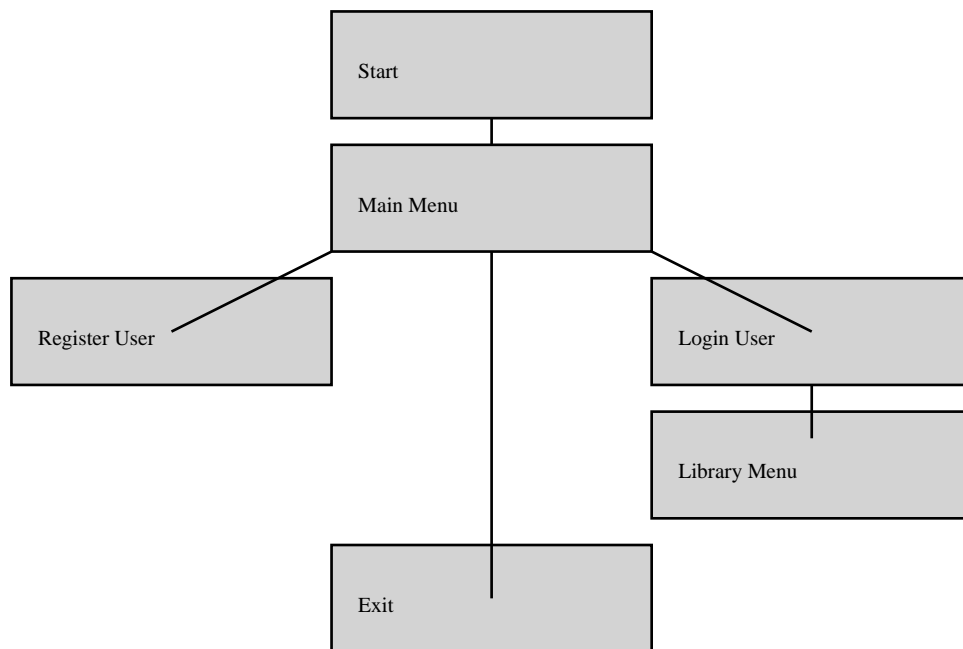 Start
Main Menu
Register User
Login User
Library Menu
Exit